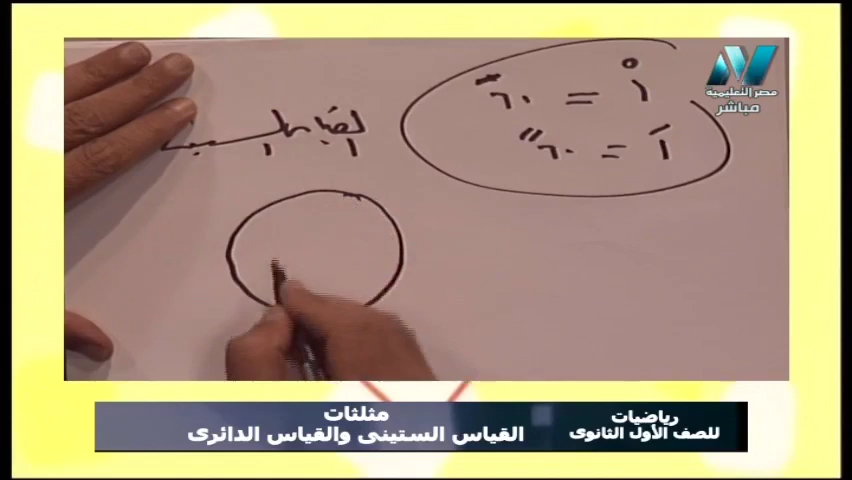 ١° = ٦٠′
١′ = ٦٠″
مصر التعليمية
مباشر
رياضيات
للصف الأول الثانوى
مثلثات
القياس الستينى والقياس الدائرى